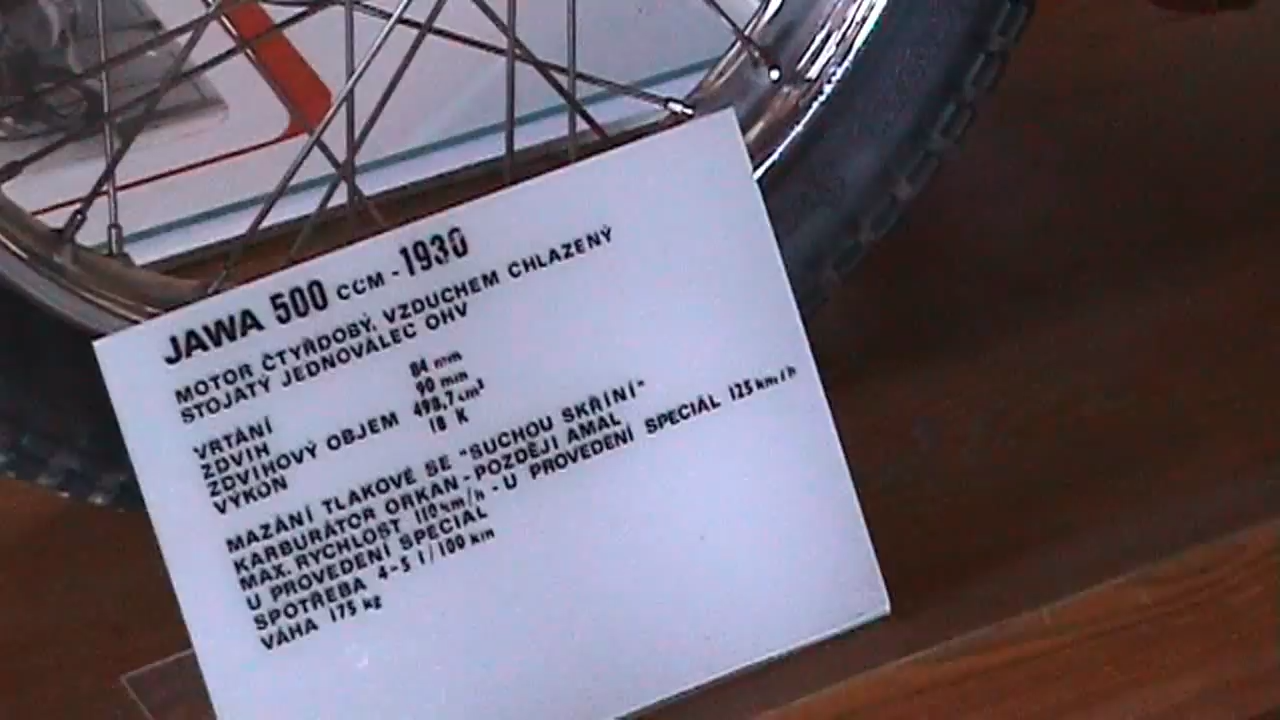 JAWA 500 CCM - 1930
MOTOR ČTYŘDOBÝ, VZDUCHEM CHLAZENÝ
STOJATÝ JEDNOVÁLEC OHV
VRTÁNÍ 84 mm
ZDVIH 90 mm
ZDVIHOVÝ OBJEM 498,7 cm³
VÝKON 18 K
MAZÁNÍ TLAKOVÉ SE "SUCHOU SKŘÍNÍ"
KARBURÁTOR ORKAN - POZDĚJI AMAL
MAX. RYCHLOST 110 km/h - U PROVEDENÍ SPECIÁL 125 km/h
U PROVEDENÍ SPECIÁL
SPOTŘEBA 4-5 l/100 km
VÁHA 175 kg